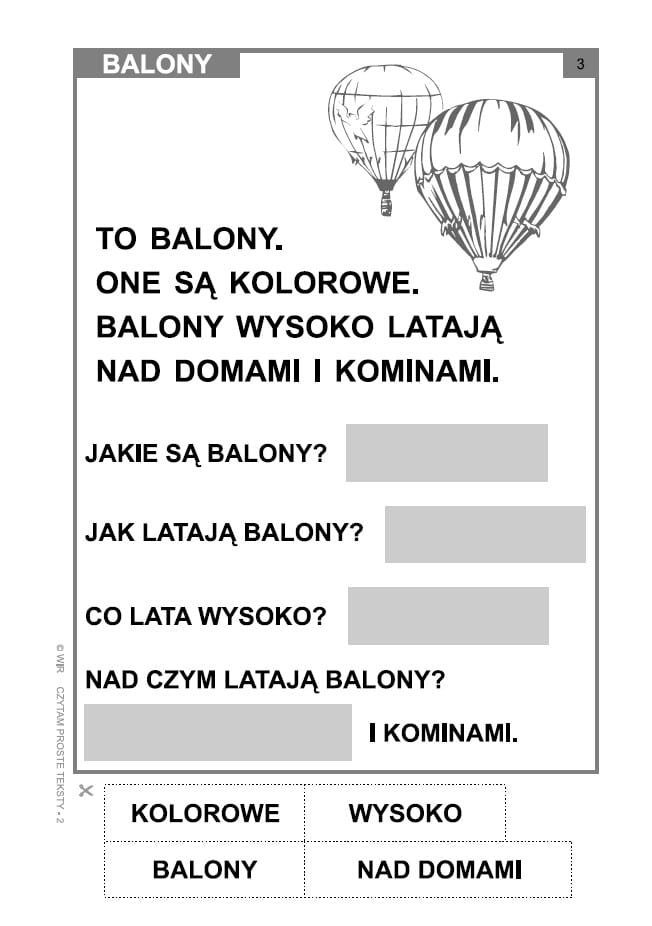 BALONY
3
TO BALONY.
ONE SĄ KOLOROWE.
BALONY WYSOKO LATAJĄ
NAD DOMAMI I KOMINAMI.
JAKIE SĄ BALONY?
JAK LATAJĄ BALONY?
CO LATA WYSOKO?
NAD CZYM LATAJĄ BALONY?
I KOMINAMI.
© WIR CZYTAM PROSTE TEKSTY • 2
KOLOROWE WYSOKO
BALONY NAD DOMAMI